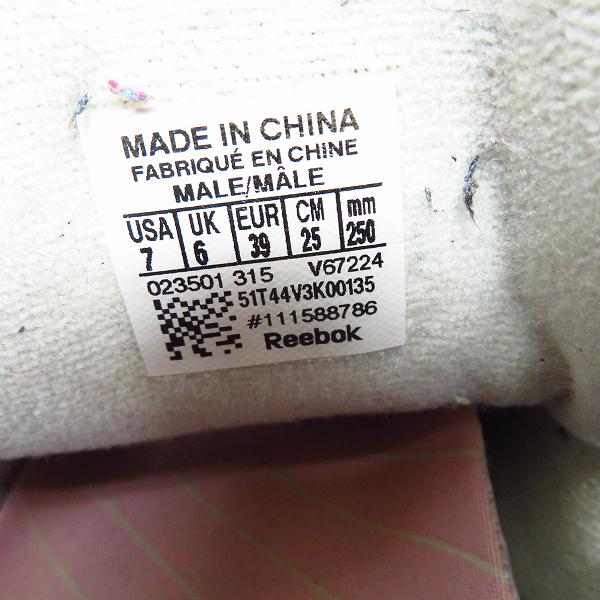 MADE IN CHINA
FABRIQUÉ EN CHINE
MALE/MÂLE
USA UK EUR CM mm
7 6 39 25 250
023501 315 V67224
51T44V3K00135
#111588786
Reebok